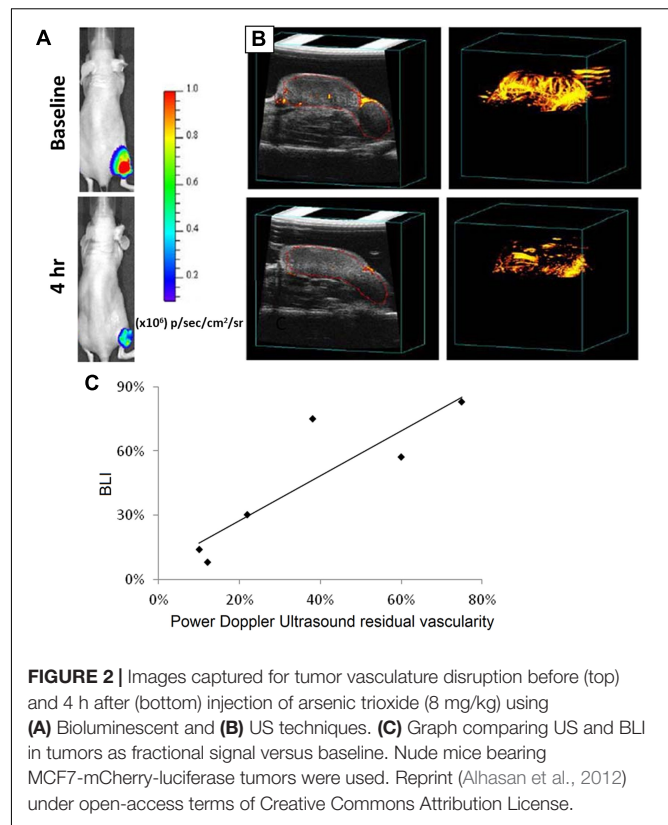 A
B
Baseline
1.0
0.8
0.6
0.4
0.2
4 hr
(x10⁶) p/sec/cm²/sr
C
C
90%
60%
30%
0%
BLI
0% 20% 40% 60% 80%
Power Doppler Ultrasound residual vascularity
FIGURE 2 | Images captured for tumor vasculature disruption before (top)
and 4 h after (bottom) injection of arsenic trioxide (8 mg/kg) using
(A) Bioluminescent and (B) US techniques. (C) Graph comparing US and BLI
in tumors as fractional signal versus baseline. Nude mice bearing
MCF7-mCherry-luciferase tumors were used. Reprint (Alhasan et al., 2012)
under open-access terms of Creative Commons Attribution License.